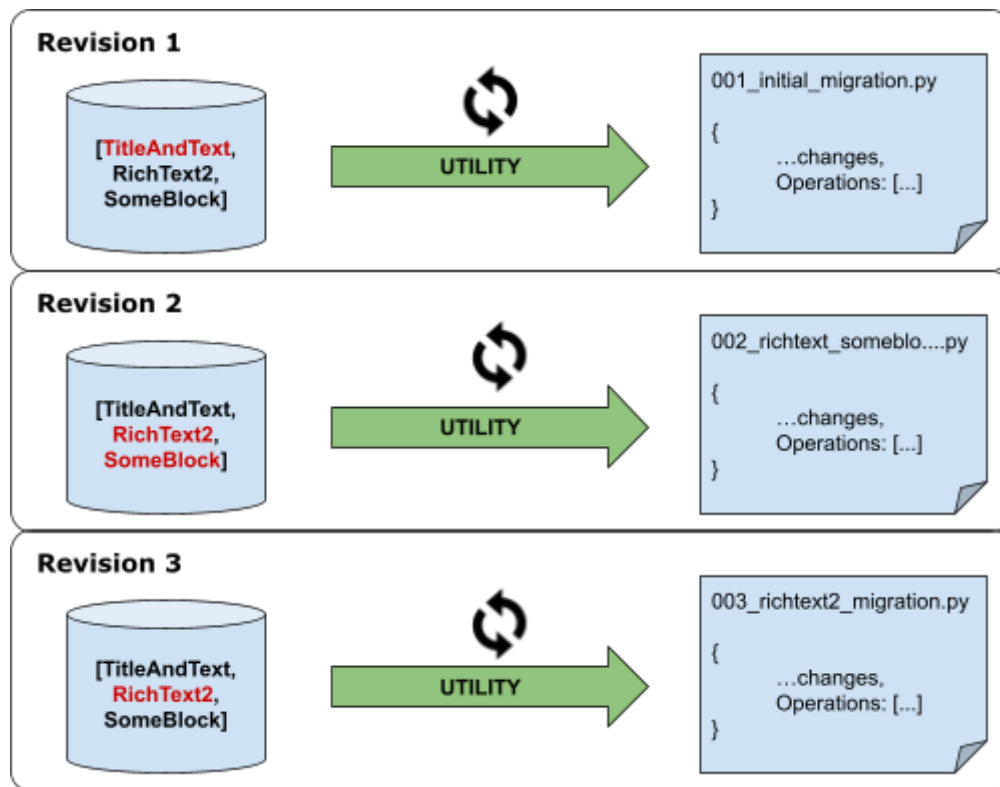 Revision 1
[TitleAndText,
RichText2,
SomeBlock]
UTILITY
001_initial_migration.py
{
…changes,
Operations: [...]
}
Revision 2
[TitleAndText,
RichText2,
SomeBlock]
UTILITY
002_richtext_someblo....py
{
…changes,
Operations: [...]
}
Revision 3
[TitleAndText,
RichText2,
SomeBlock]
UTILITY
003_richtext2_migration.py
{
…changes,
Operations: [...]
}